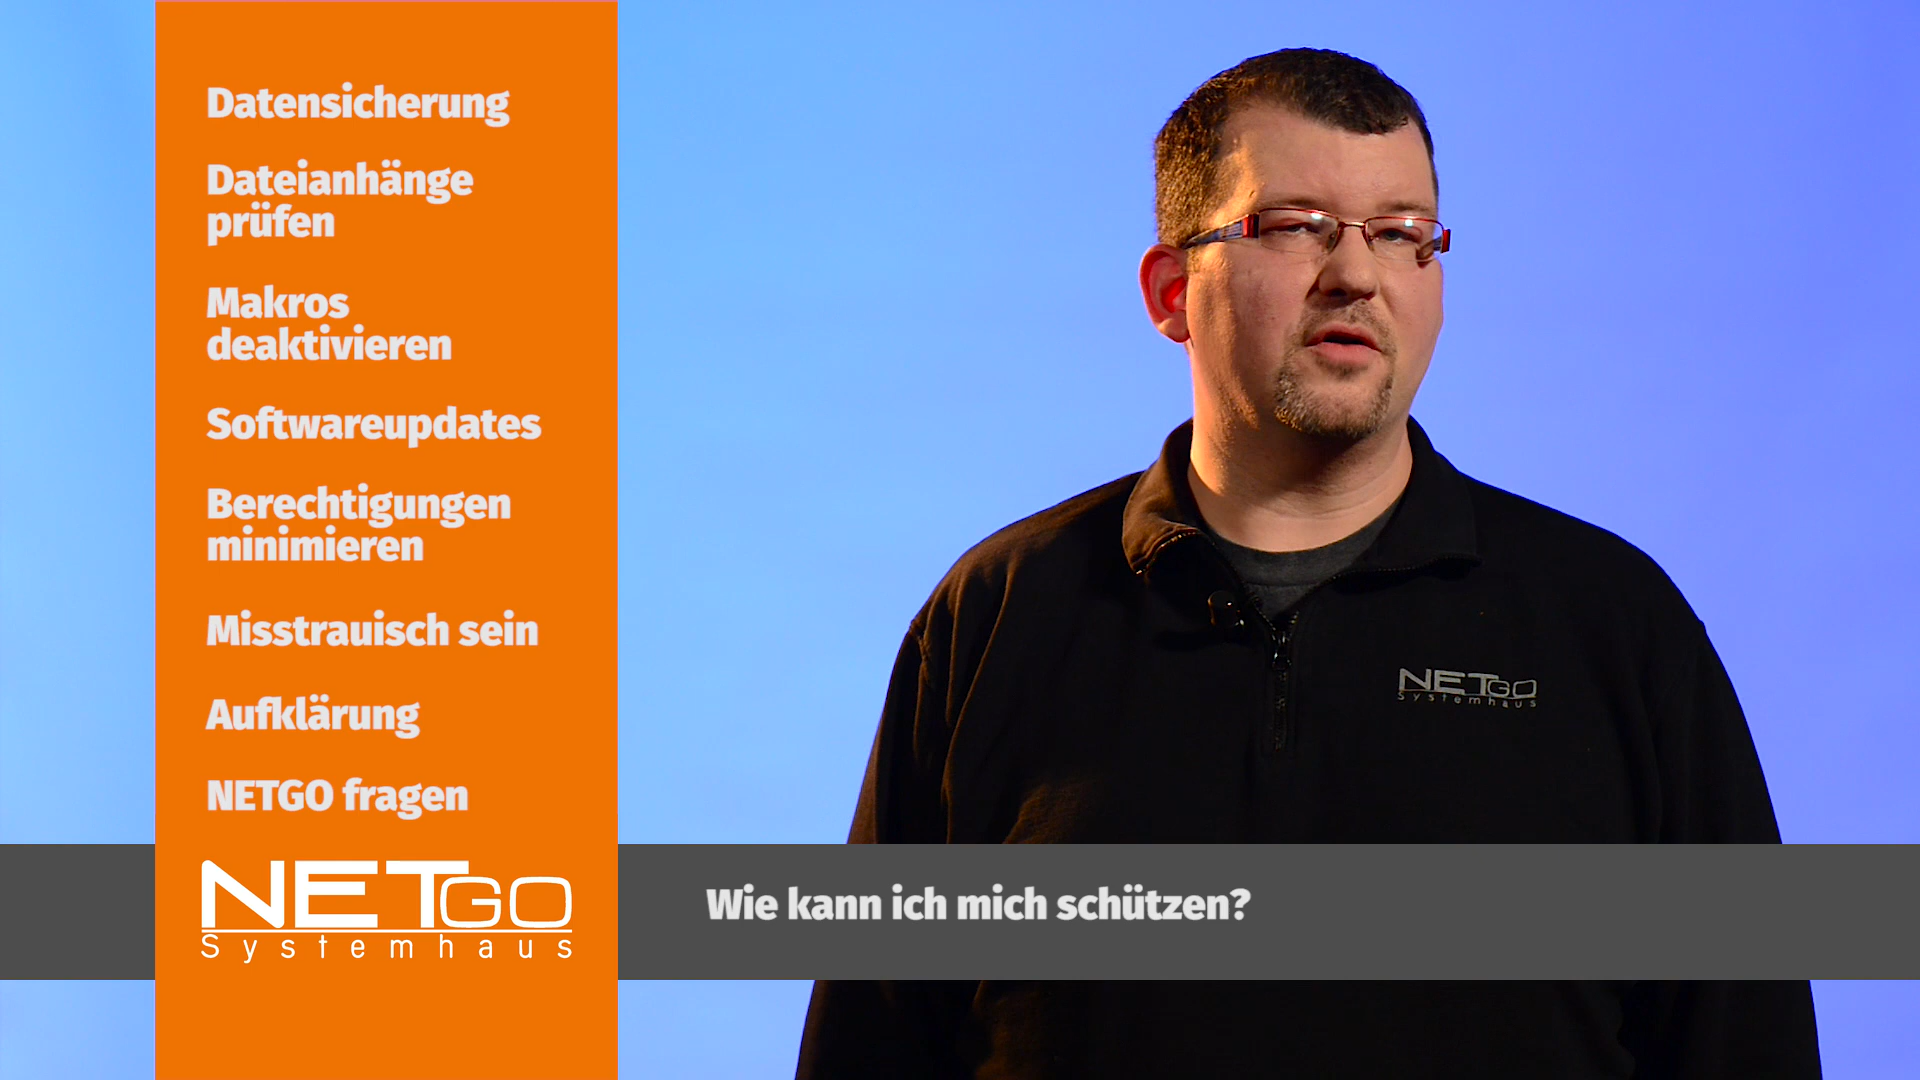 Datensicherung
Dateianhänge
prüfen
Makros
deaktivieren
Softwareupdates
Berechtigungen
minimieren
Misstrauisch sein
Aufklärung
NETGO fragen
NETGO
Systemhaus
Wie kann ich mich schützen?
NETGO
Systemhaus